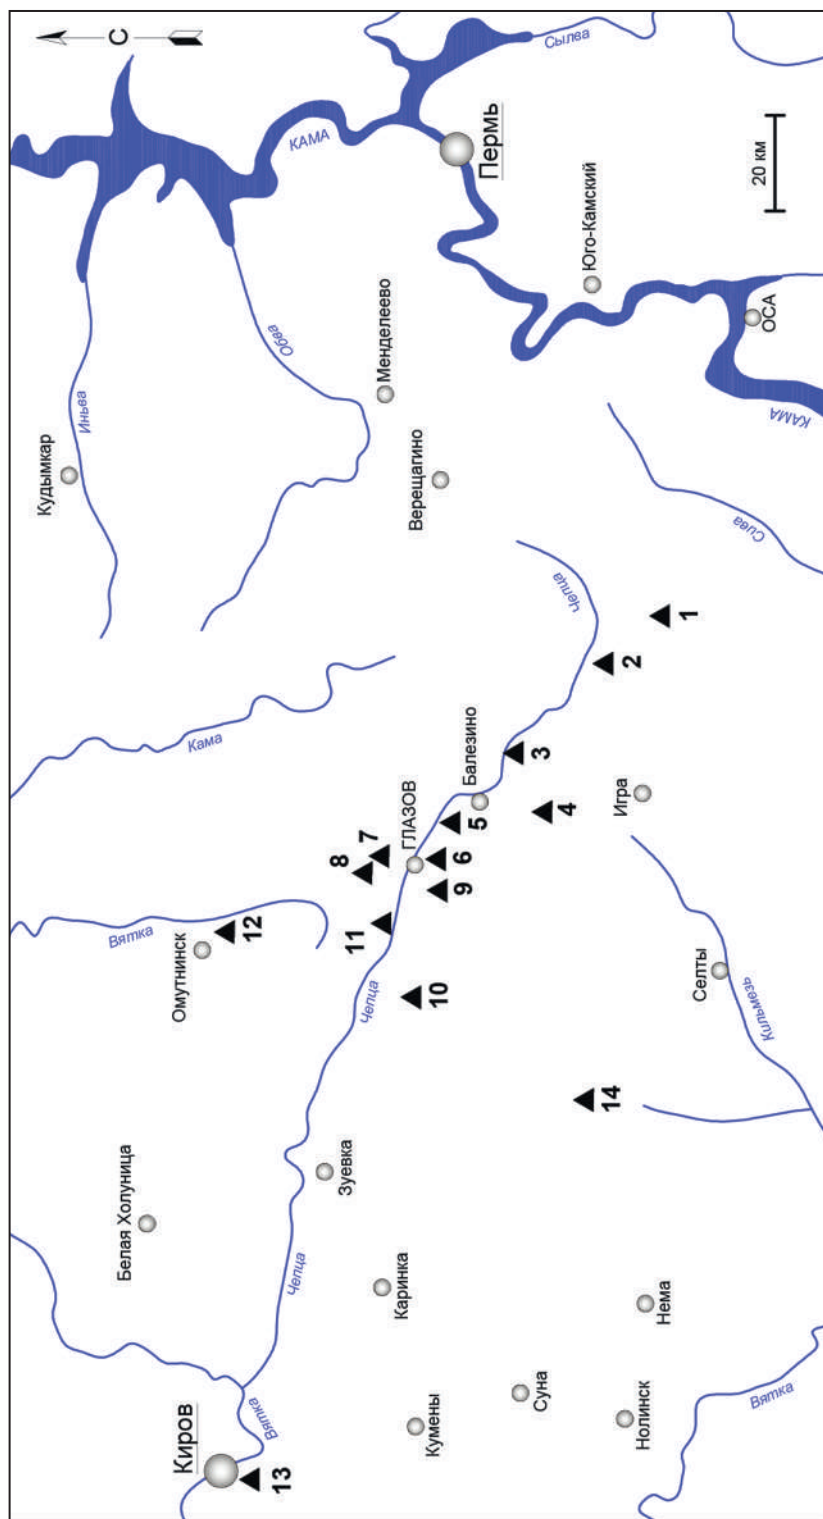 С
Киров
13
Вятка
Белая Холуница
Омутнинск
Вятка
12
Кама
Кудымкар
Иньва
Обва
КАМА
Сылва
Пермь
Чепца
Зуевка
Чепца
11
8
7
ГЛАЗОВ
Каринка
10
9
6
5
Балезино
Менделеево
Верещагино
Кумены
Суна
3
4
2
Чепца
1
Юго-Камский
20 км
Нолинск
Нема
14
Игра
Селты
Кильмезь
Вятка
Сива
КАМА
ОСА